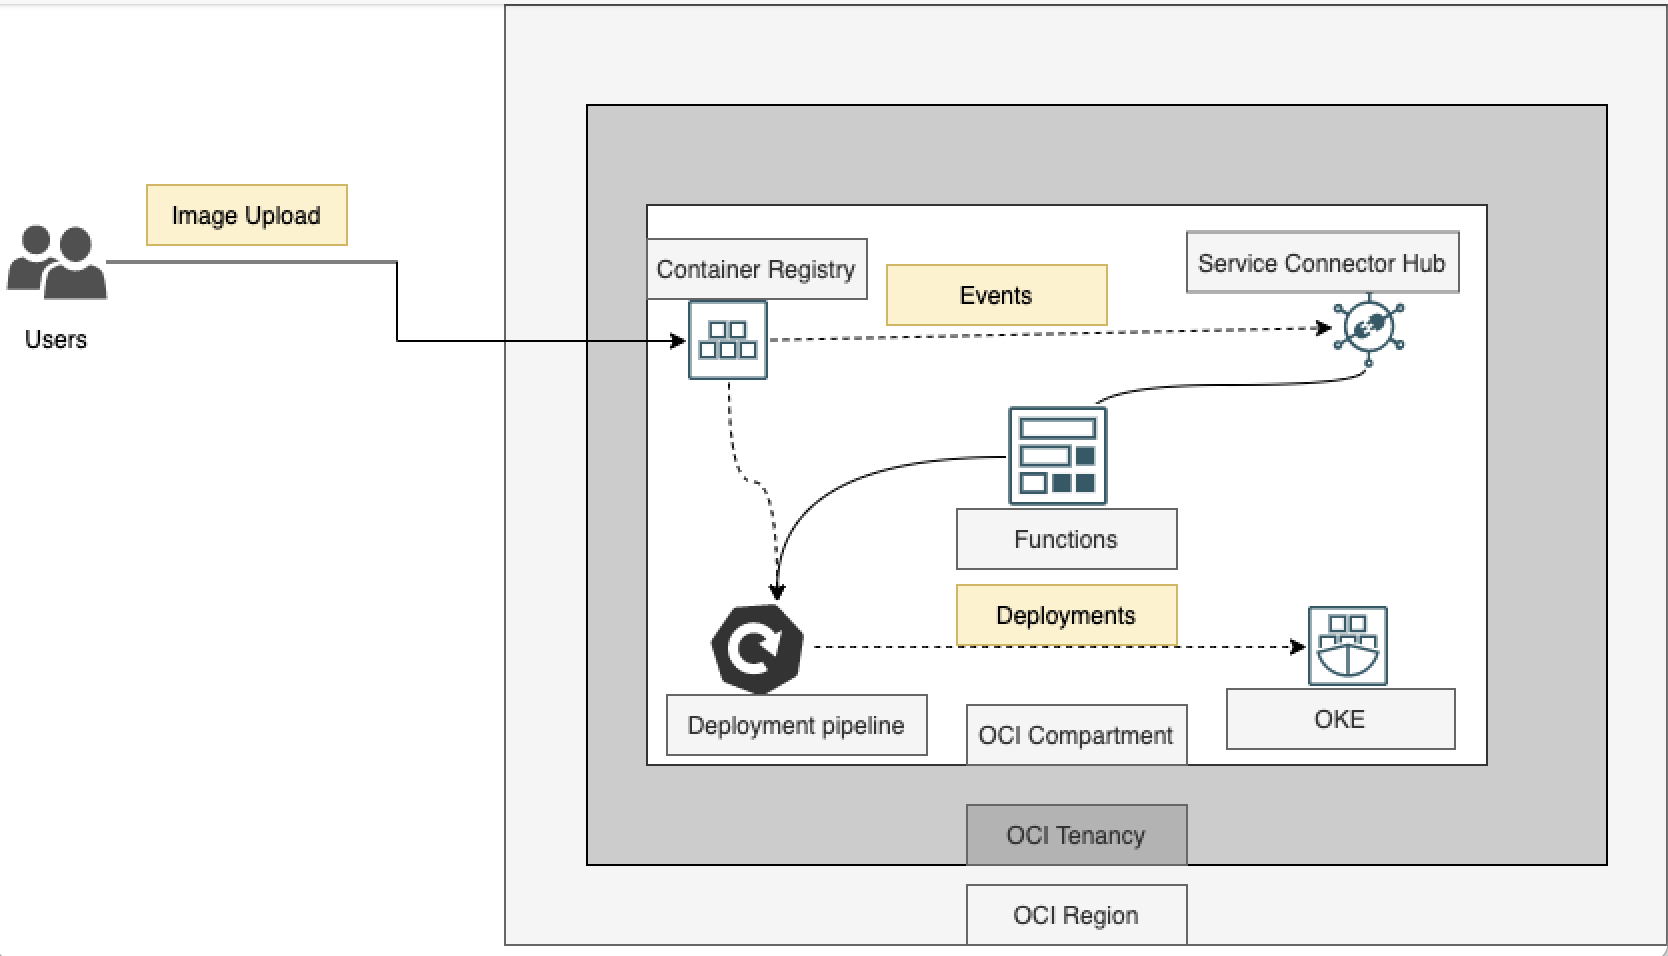 Image Upload
Users
Container Registry
Events
Service Connector Hub
Functions
Deployments
Deployment pipeline
OKE
OCI Compartment
OCI Tenancy
OCI Region